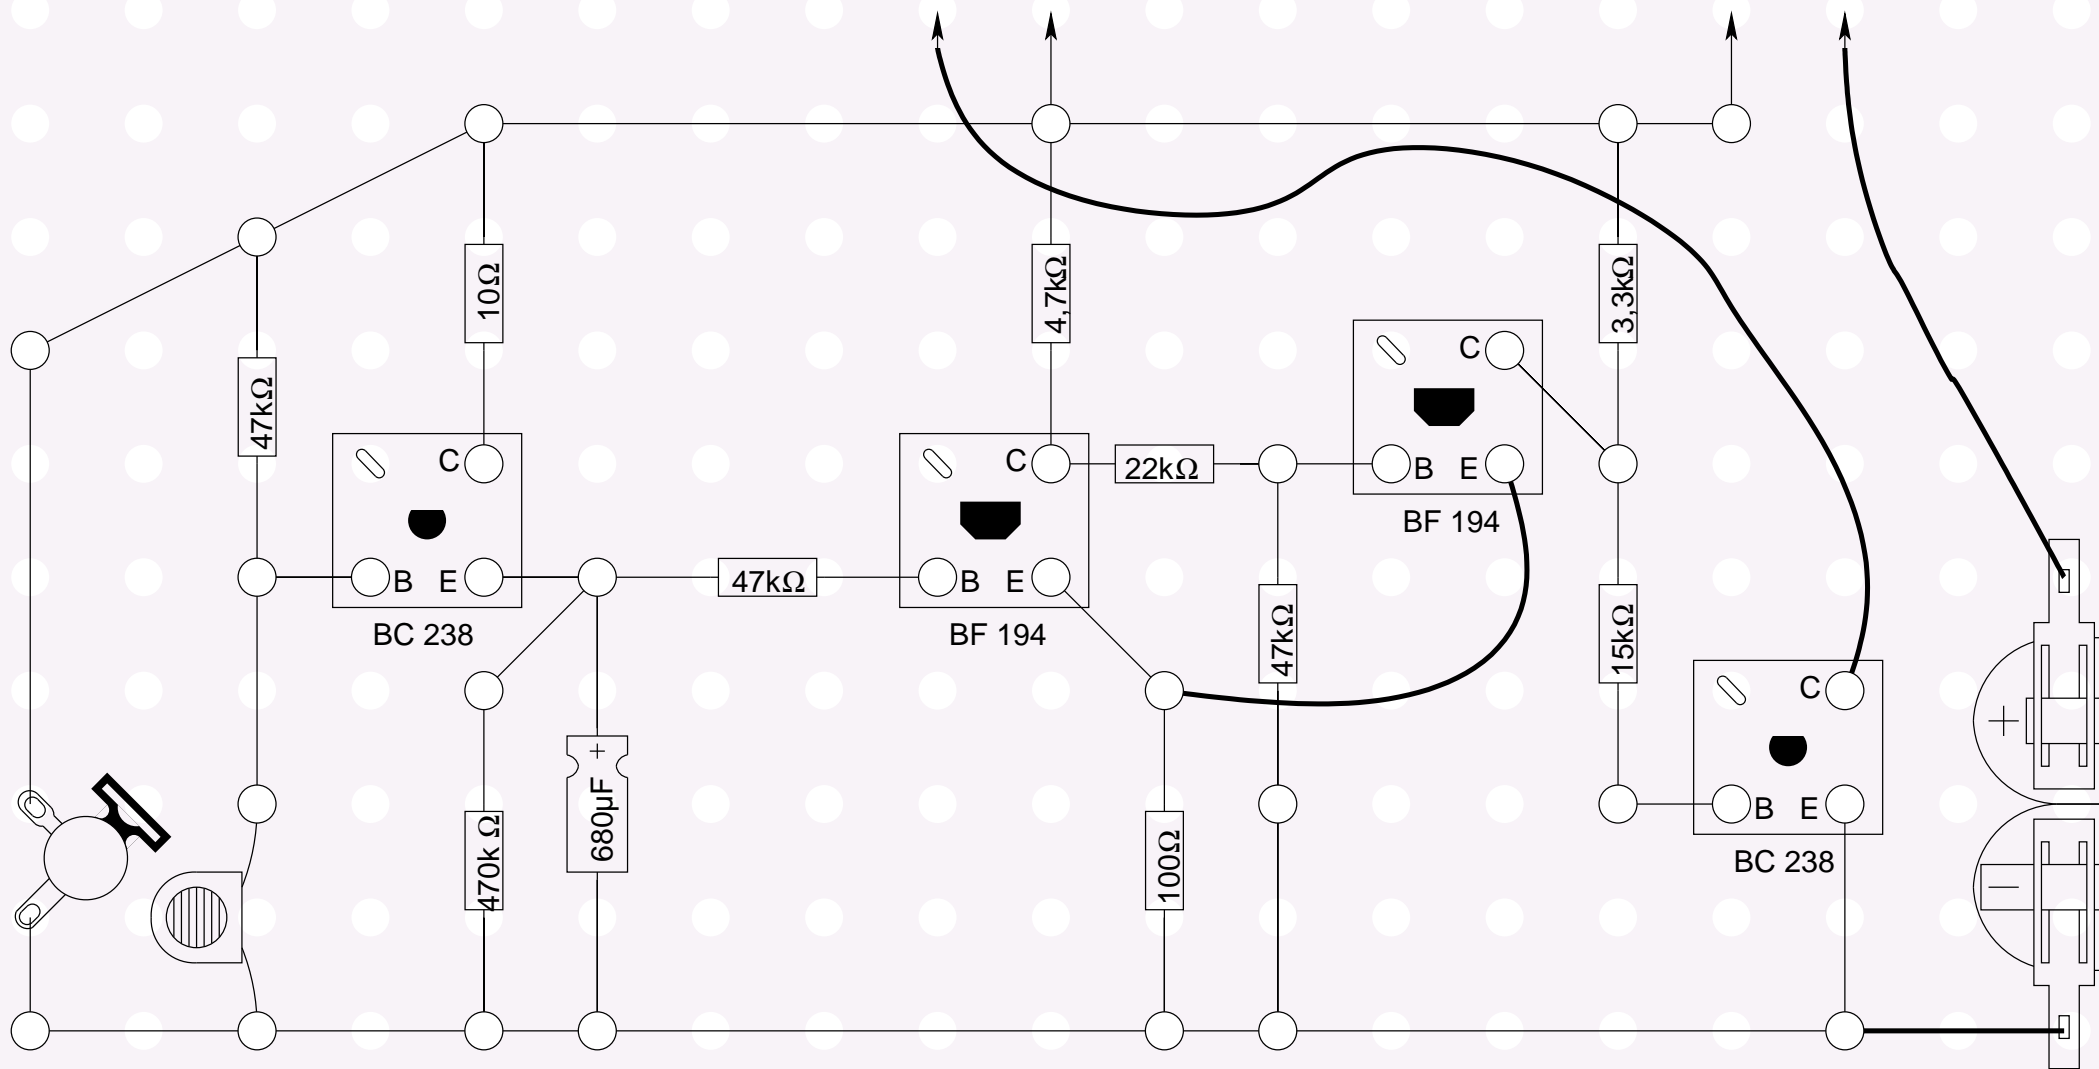 10Ω
4,7kΩ
3,3kΩ
47kΩ
C
B E
BC 238
47kΩ
C
B E
BF 194
22kΩ
C
B E
BF 194
47kΩ
15kΩ
C
B E
BC 238
470k Ω
+
680µF
100Ω
+
−